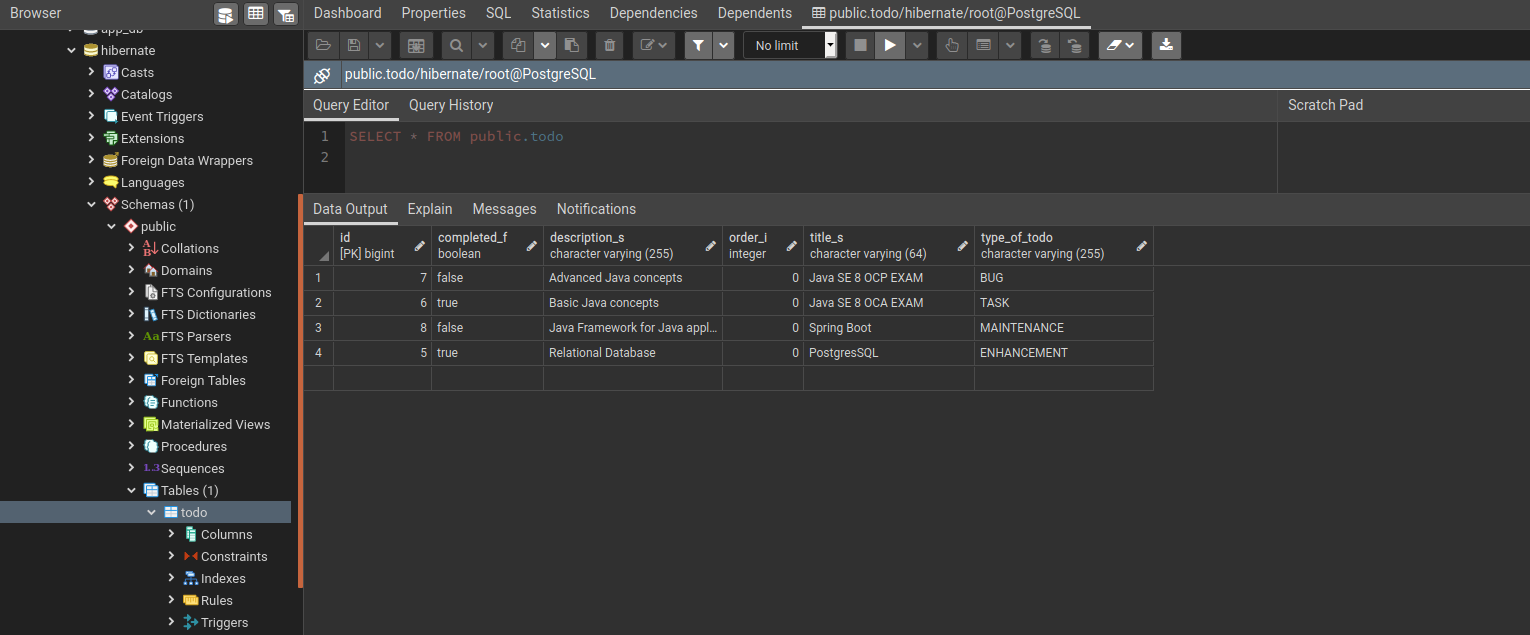 Browser
Dashboard Properties SQL Statistics Dependencies Dependents public.todo/hibernate/root@PostgreSQL
app_db
hibernate
Casts
Catalogs
Event Triggers
Extensions
Foreign Data Wrappers
Languages
Schemas (1)
public
Collations
Domains
FTS Configurations
FTS Dictionaries
Aa FTS Parsers
FTS Templates
Foreign Tables
Functions
Materialized Views
Procedures
1.3 Sequences
Tables (1)
todo
Columns
Constraints
Indexes
Rules
Triggers
No limit
public.todo/hibernate/root@PostgreSQL
Query Editor Query History Scratch Pad
1 SELECT * FROM public.todo
2
Data Output Explain Messages Notifications
id completed_f description_s order_i title_s type_of_todo
[PK] bigint boolean character varying (255) integer character varying (64) character varying (255)
1 7 false Advanced Java concepts 0 Java SE 8 OCP EXAM BUG
2 6 true Basic Java concepts 0 Java SE 8 OCA EXAM TASK
3 8 false Java Framework for Java appl... 0 Spring Boot MAINTENANCE
4 5 true Relational Database 0 PostgresSQL ENHANCEMENT